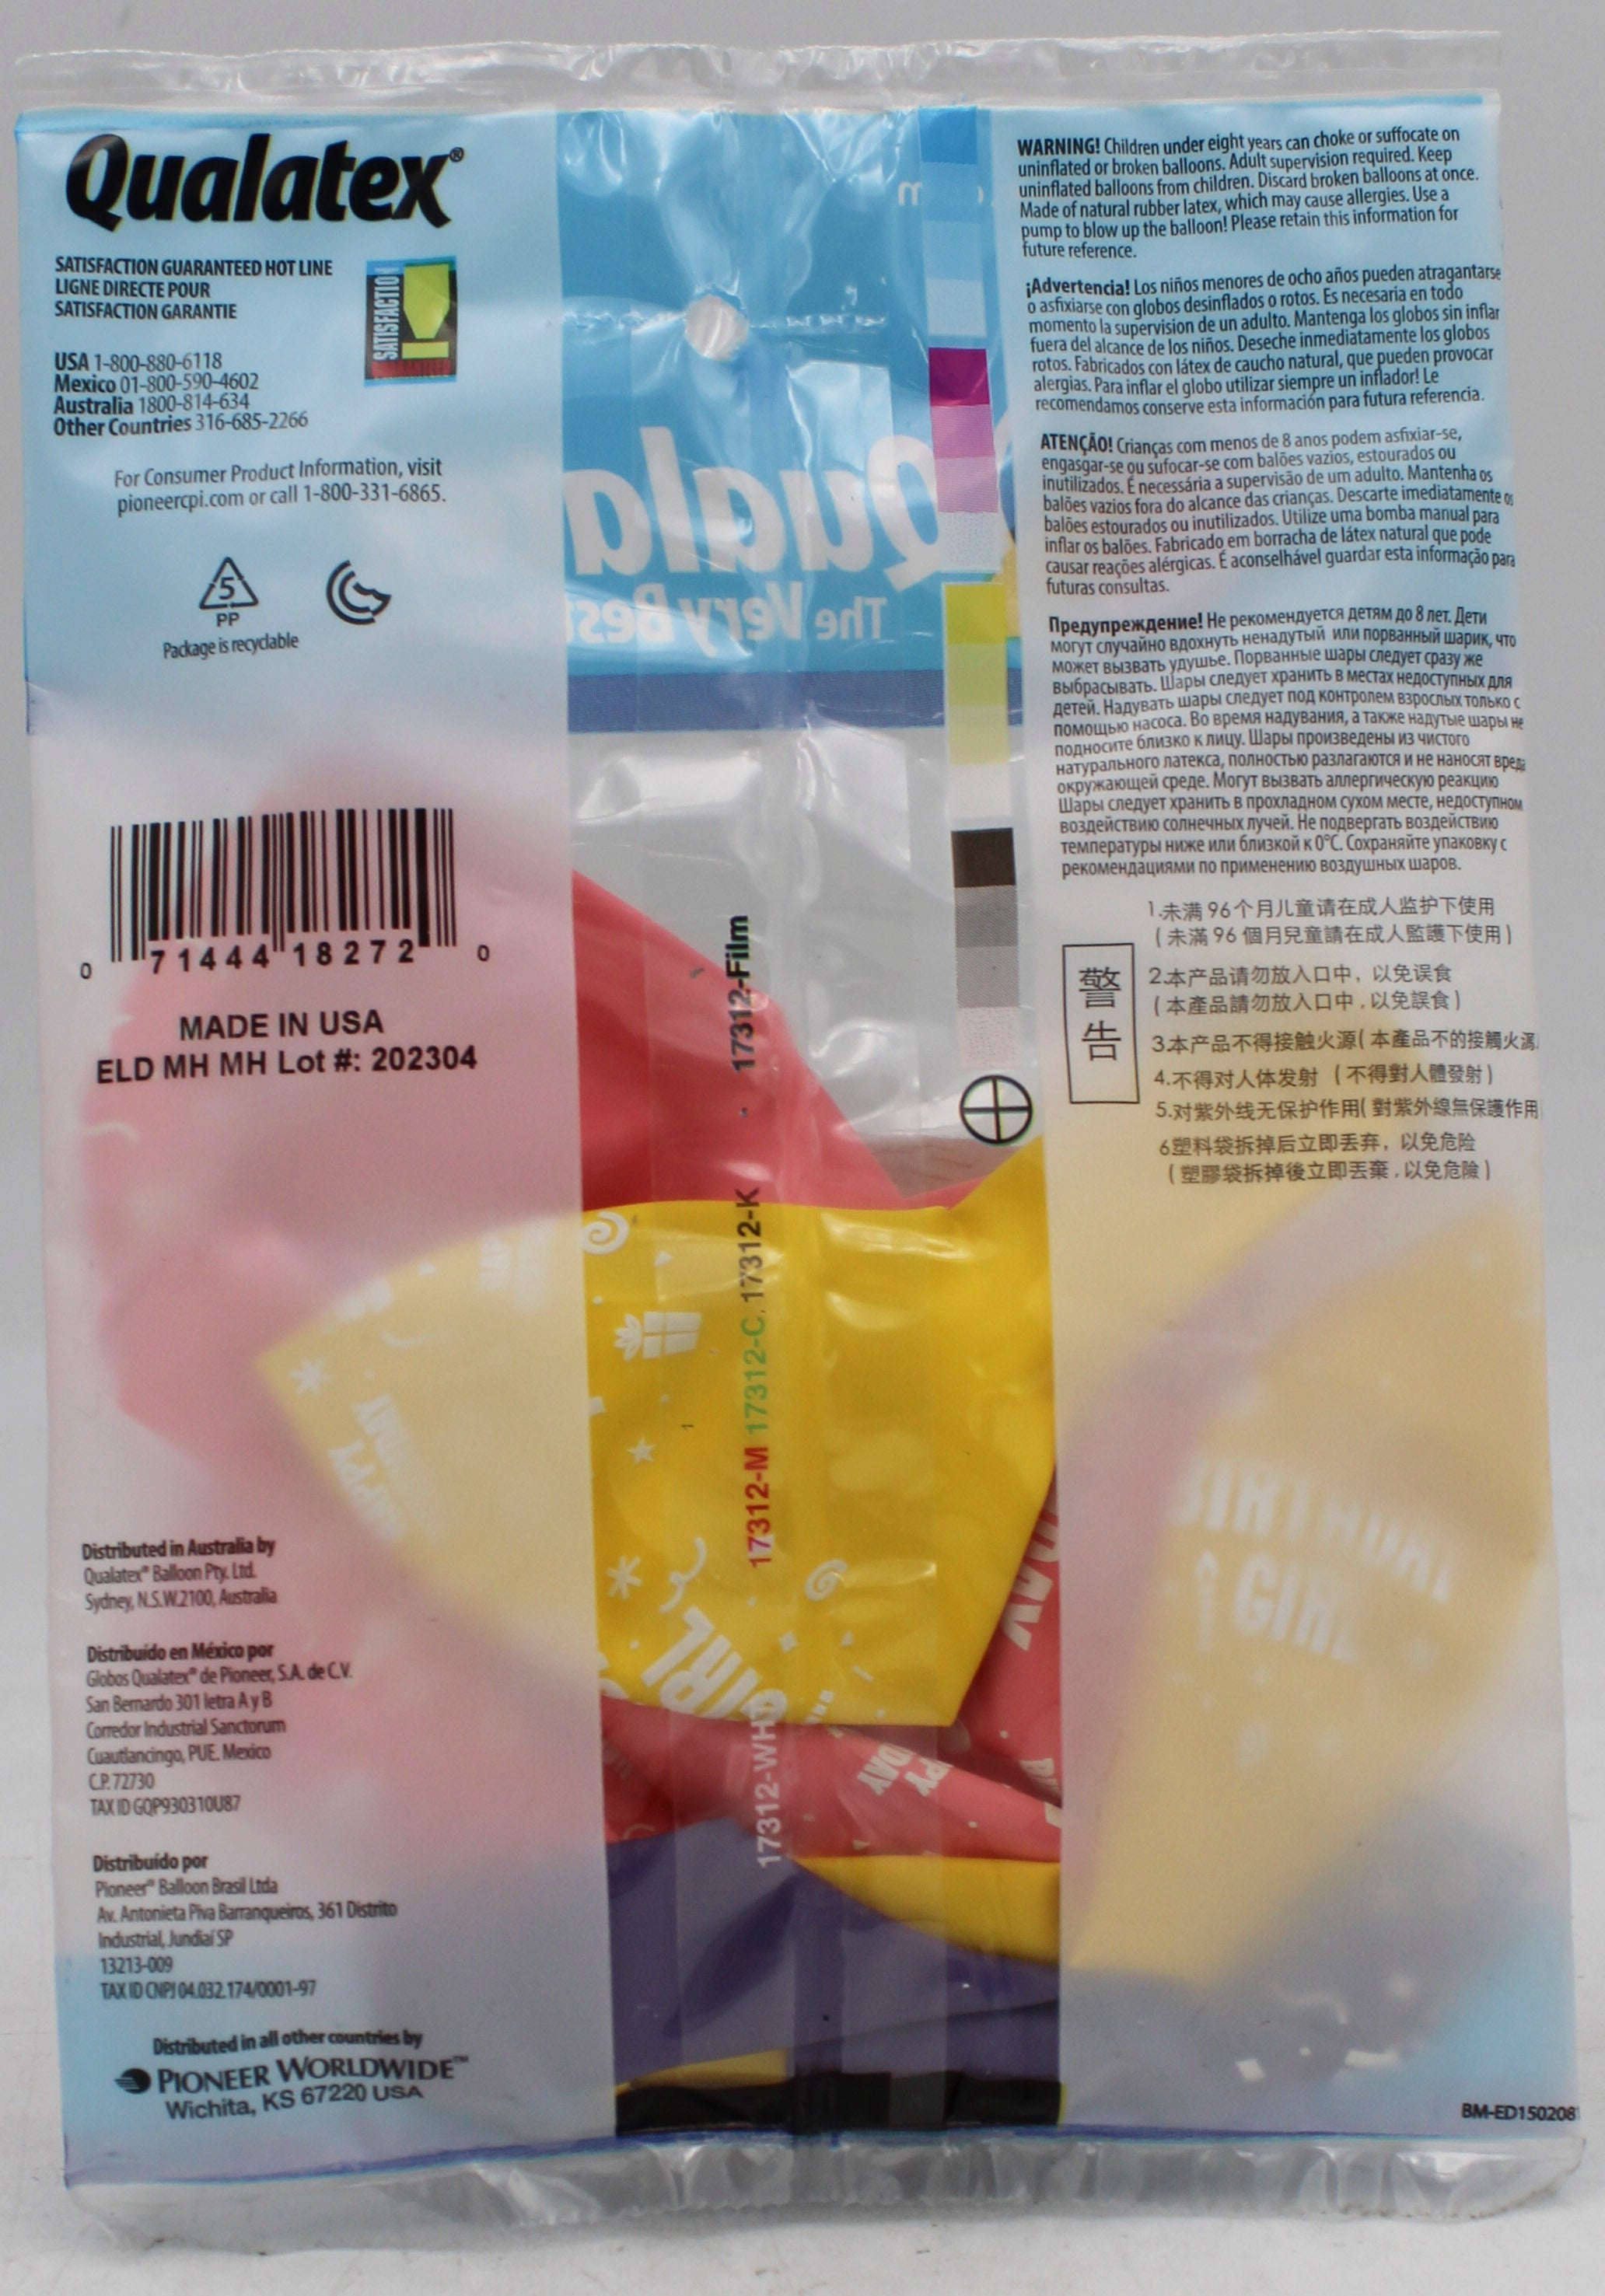 Qualatex®
SATISFACTION GUARANTEED HOT LINE
LIGNE DIRECTE POUR
SATISFACTION GARANTIE
SATISFACTIO
USA 1-800-880-6118
Mexico 01-800-590-4602
Australia 1800-814-634
Other Countries 316-685-2266
For Consumer Product Information, visit
pioneercpi.com or call 1-800-331-6865.
5
PP
Package is recyclable
0 71444 18272 0
MADE IN USA
ELD MH MH Lot #: 202304
Distributed in Australia by
Qualatex® Balloon Pty. Ltd.
Sydney, N.S.W.2100, Australia
Distribuído en México por
Globos Qualatex® de Pioneer, S.A. de C.V.
San Bernardo 301 letra A y B
Corredor Industrial Sanctorum
Cuautlancingo, PUE. Mexico
C.P. 72730
TAX ID GQP930310U87
Distribuído por
Pioneer® Balloon Brasil Ltda
Av. Antonieta Piva Barranqueiros, 361 Distrito
Industrial, Jundiaí SP
13213-009
TAX ID CNPJ 04.032.174/0001-97
Distributed in all other countries by
PIONEER WORLDWIDE™
Wichita, KS 67220 USA
Quala
The Very Bes
17312-Film
17312-M 17312-C. 17312-K
17312-WH
HAPPY
GIRL
DAY
BIRTHDAY
GIRL
WARNING! Children under eight years can choke or suffocate on
uninflated or broken balloons. Adult supervision required. Keep
uninflated balloons from children. Discard broken balloons at once.
Made of natural rubber latex, which may cause allergies. Use a
pump to blow up the balloon! Please retain this information for
future reference.
¡Advertencia! Los niños menores de ocho años pueden atragantarse
o asfixiarse con globos desinflados o rotos. Es necesaria en todo
momento la supervision de un adulto. Mantenga los globos sin inflar
fuera del alcance de los niños. Deseche inmediatamente los globos
rotos. Fabricados con látex de caucho natural, que pueden provocar
alergias. Para inflar el globo utilizar siempre un inflador! Le
recomendamos conserve esta información para futura referencia.
ATENÇÃO! Crianças com menos de 8 anos podem asfixiar-se,
engasgar-se ou sufocar-se com balões vazios, estourados ou
inutilizados. É necessária a supervisão de um adulto. Mantenha os
balões vazios fora do alcance das crianças. Descarte imediatamente os
balões estourados ou inutilizados. Utilize uma bomba manual para
inflar os balões. Fabricado em borracha de látex natural que pode
causar reações alérgicas. É aconselhável guardar esta informação para
futuras consultas.
Предупреждение! Не рекомендуется детям до 8 лет. Дети
могут случайно вдохнуть ненадутый или порванный шарик, что
может вызвать удушье. Порванные шары следует сразу же
выбрасывать. Шары следует хранить в местах недоступных для
детей. Надувать шары следует под контролем взрослых только с
помощью насоса. Во время надувания, а также надутые шары не
подносите близко к лицу. Шары произведены из чистого
натурального латекса, полностью разлагаются и не наносят вреда
окружающей среде. Могут вызвать аллергическую реакцию
Шары следует хранить в прохладном сухом месте, недоступном
воздействию солнечных лучей. Не подвергать воздействию
температуры ниже или близкой к 0°C. Сохраняйте упаковку с
рекомендациями по применению воздушных шаров.
警告
1.未满96个月儿童请在成人监护下使用
(未滿96個月兒童請在成人監護下使用)
2.本产品请勿放入口中，以免误食
(本產品請勿放入口中，以免誤食)
3.本产品不得接触火源(本產品不的接觸火源
4.不得对人体发射 (不得對人體發射)
5.对紫外线无保护作用(對紫外線無保護作用
6塑料袋拆掉后立即丢弃，以免危险
(塑膠袋拆掉後立即丟棄，以免危險)
BM-ED150208